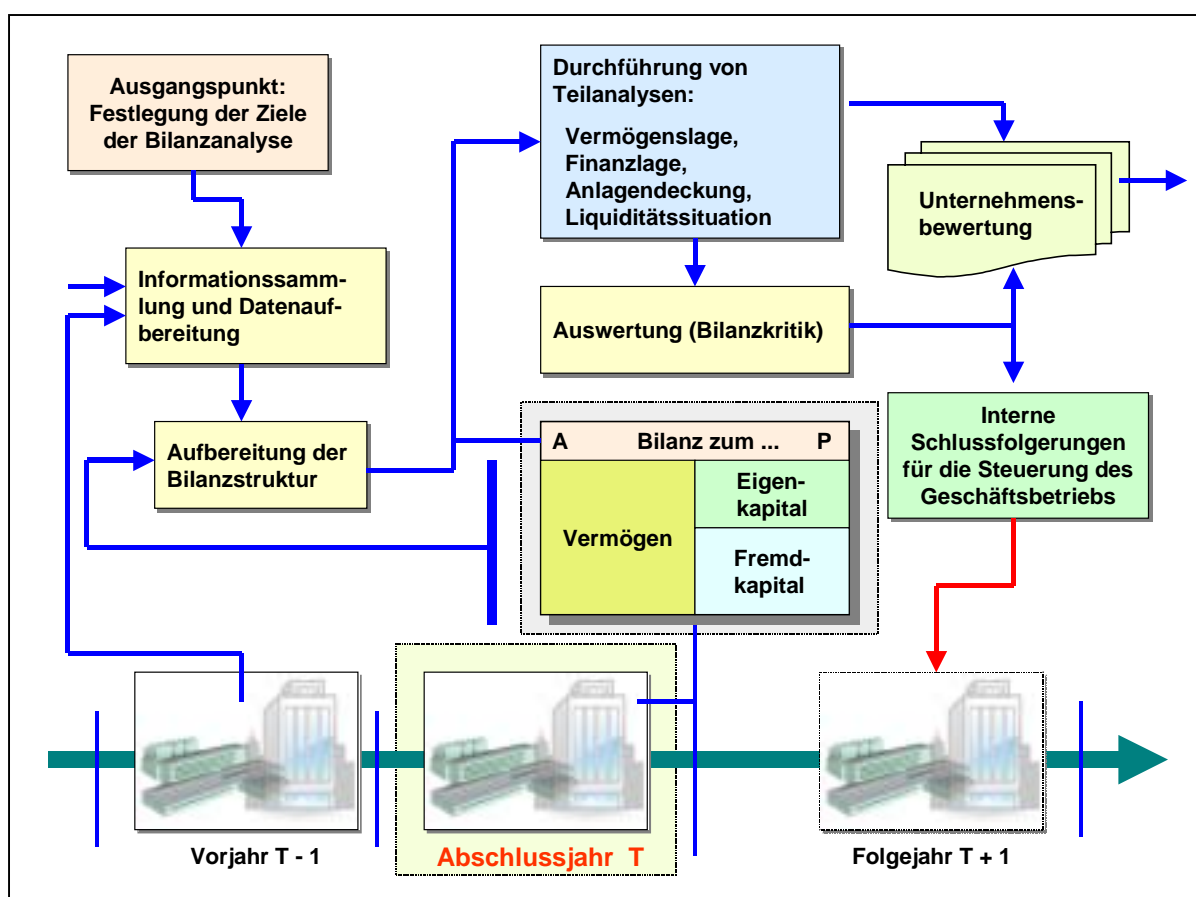 Ausgangspunkt:
Festlegung der Ziele
der Bilanzanalyse
Informationssamm-
lung und Datenauf-
bereitung
Aufbereitung der
Bilanzstruktur
Durchführung von
Teilanalysen:
Vermögenslage,
Finanzlage,
Anlagendeckung,
Liquiditätssituation
Auswertung (Bilanzkritik)
Unternehmens-
bewertung
Interne
Schlussfolgerungen
für die Steuerung des
Geschäftsbetriebs
A Bilanz zum ... P
Vermögen
Eigen-
kapital
Fremd-
kapital
Vorjahr T - 1
Abschlussjahr T
Folgejahr T + 1